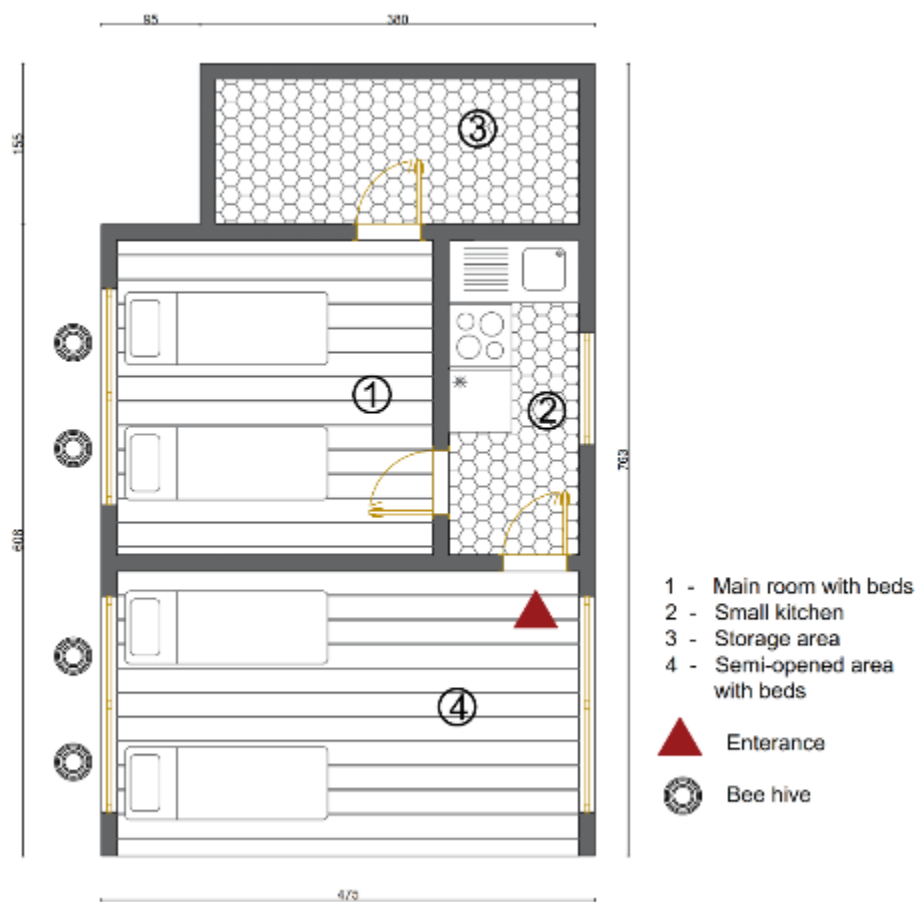 95
380
155
3
1
2
608
763
4
475
1 - Main room with beds
2 - Small kitchen
3 - Storage area
4 - Semi-opened area
with beds
Enterance
Bee hive